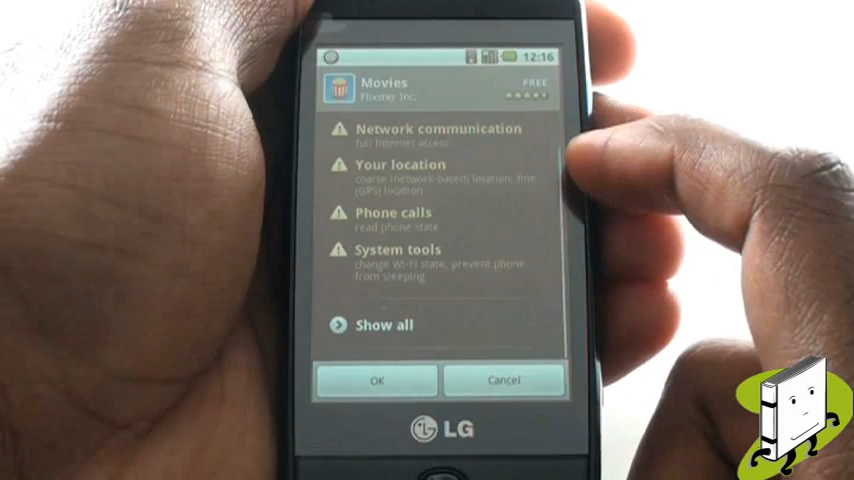 12:16
Movies
FREE
Flixster Inc.
Network communication
full Internet access
Your location
coarse (network-based) location, fine
(GPS) location
Phone calls
read phone state
System tools
change Wi-Fi state, prevent phone
from sleeping
Show all
OK Cancel
LG